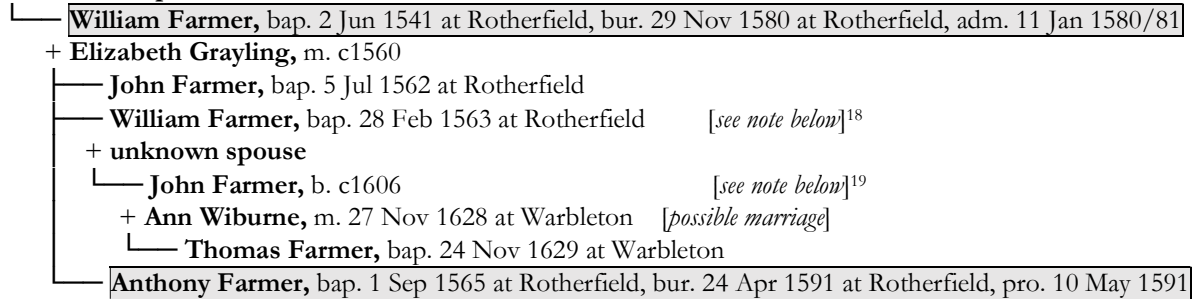 William Farmer, bap. 2 Jun 1541 at Rotherfield, bur. 29 Nov 1580 at Rotherfield, adm. 11 Jan 1580/81
+ Elizabeth Grayling, m. c1560
John Farmer, bap. 5 Jul 1562 at Rotherfield
William Farmer, bap. 28 Feb 1563 at Rotherfield [see note below]18
+ unknown spouse
John Farmer, b. c1606 [see note below]19
+ Ann Wiburne, m. 27 Nov 1628 at Warbleton [possible marriage]
Thomas Farmer, bap. 24 Nov 1629 at Warbleton
Anthony Farmer, bap. 1 Sep 1565 at Rotherfield, bur. 24 Apr 1591 at Rotherfield, pro. 10 May 1591